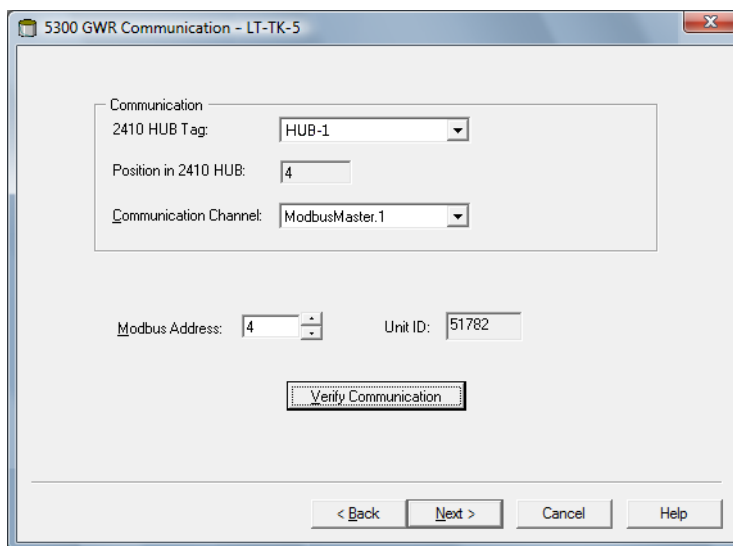 5300 GWR Communication - LT-TK-5
Communication
2410 HUB Tag: HUB-1
Position in 2410 HUB: 4
Communication Channel: ModbusMaster.1
Modbus Address: 4 Unit ID: 51782
Verify Communication
< Back Next > Cancel Help